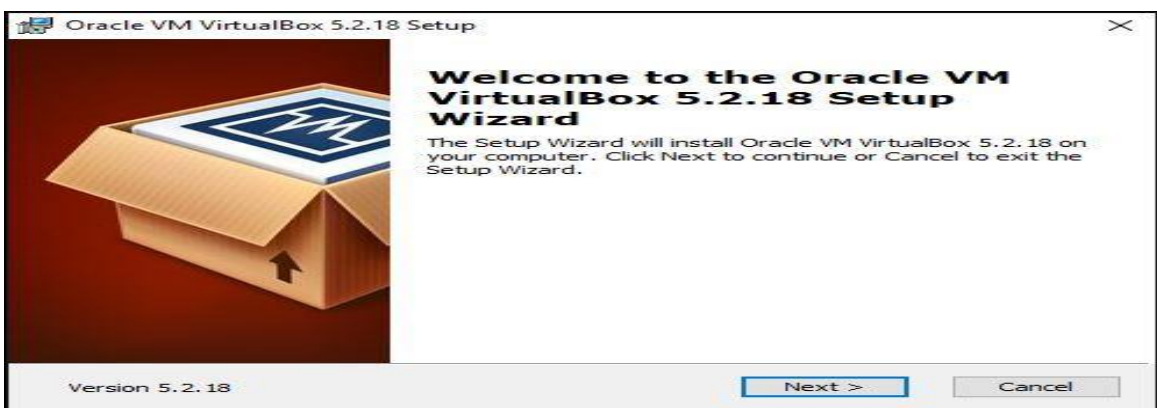 Oracle VM VirtualBox 5.2.18 Setup
Welcome to the Oracle VM
VirtualBox 5.2.18 Setup
Wizard
The Setup Wizard will install Oracle VM VirtualBox 5.2.18 on
your computer. Click Next to continue or Cancel to exit the
Setup Wizard.
Version 5.2.18
Next >
Cancel